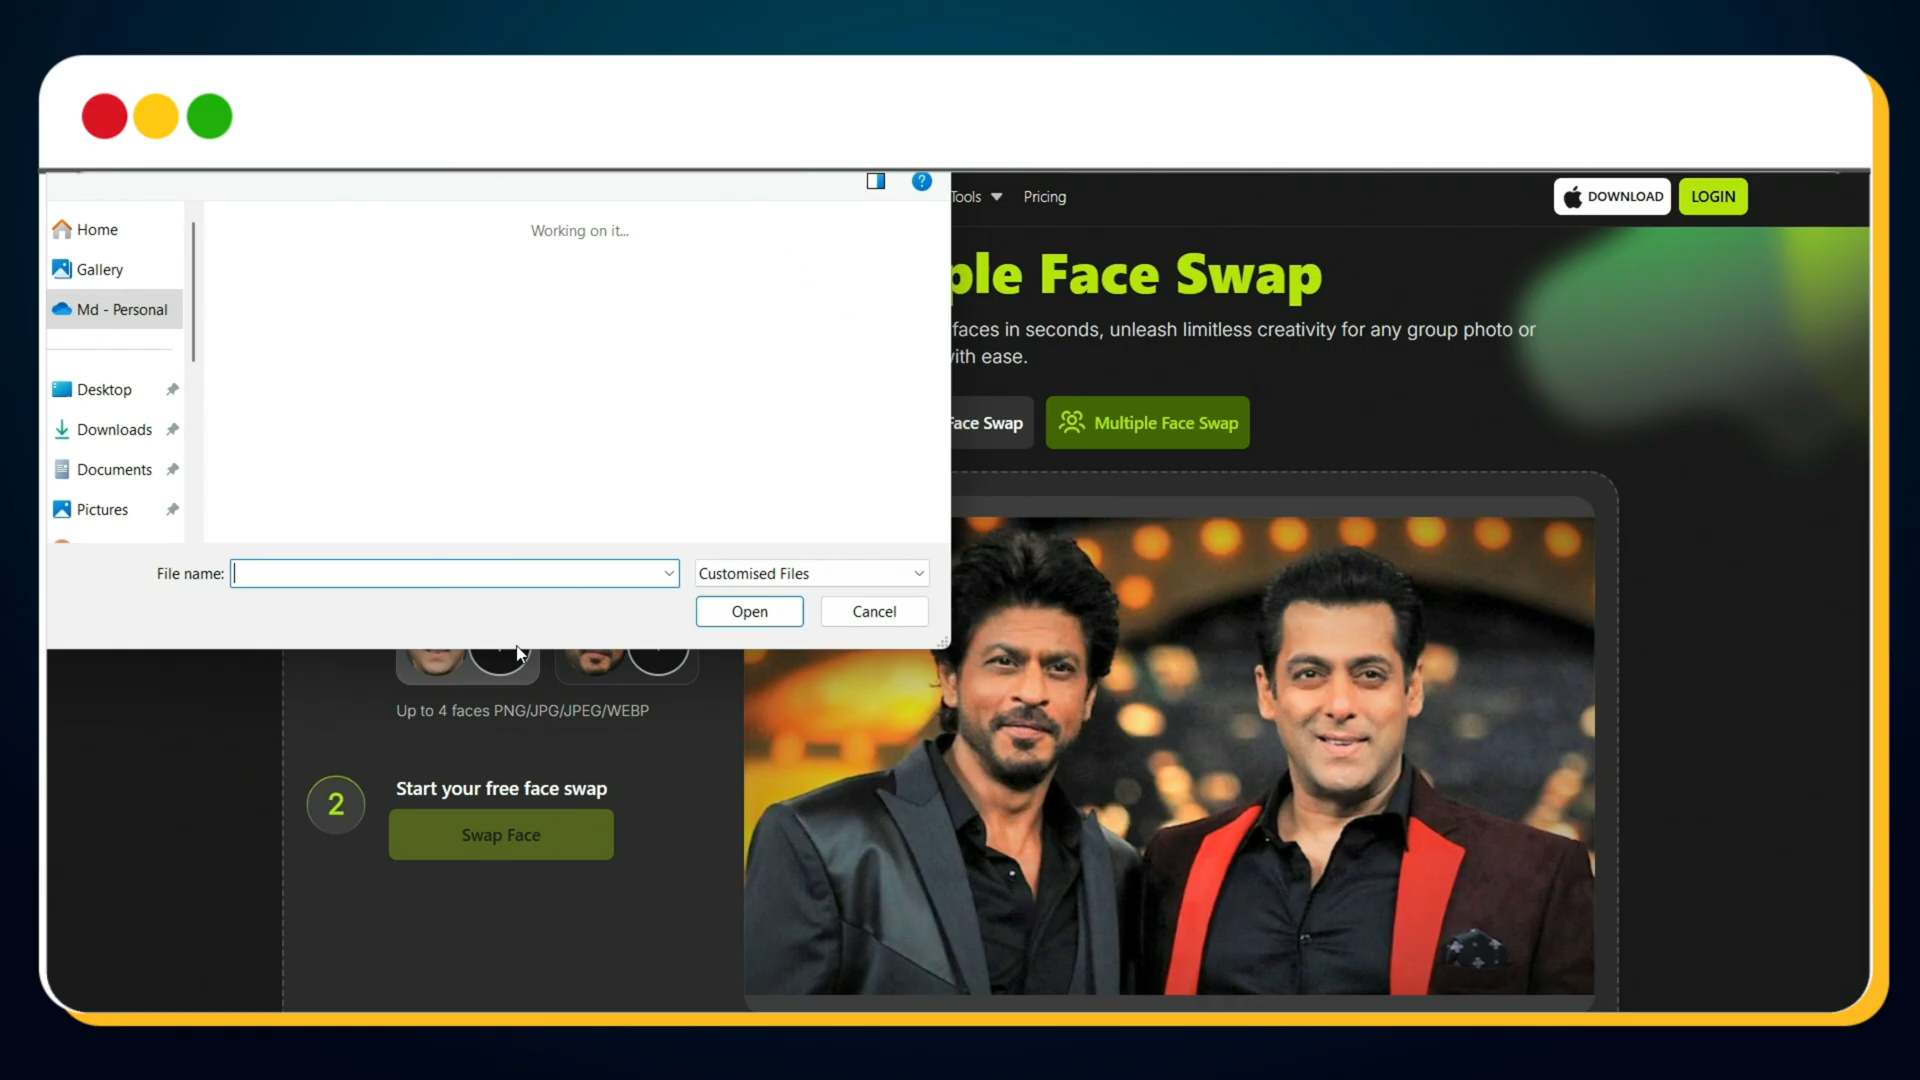 ?
Home
Gallery
Md - Personal
Desktop
Downloads
Documents
Pictures
Working on it...
File name:
Customised Files
Open
Cancel
Tools
Pricing
DOWNLOAD
LOGIN
ple Face Swap
faces in seconds, unleash limitless creativity for any group photo or
with ease.
Face Swap
Multiple Face Swap
Up to 4 faces PNG/JPG/JPEG/WEBP
2
Start your free face swap
Swap Face